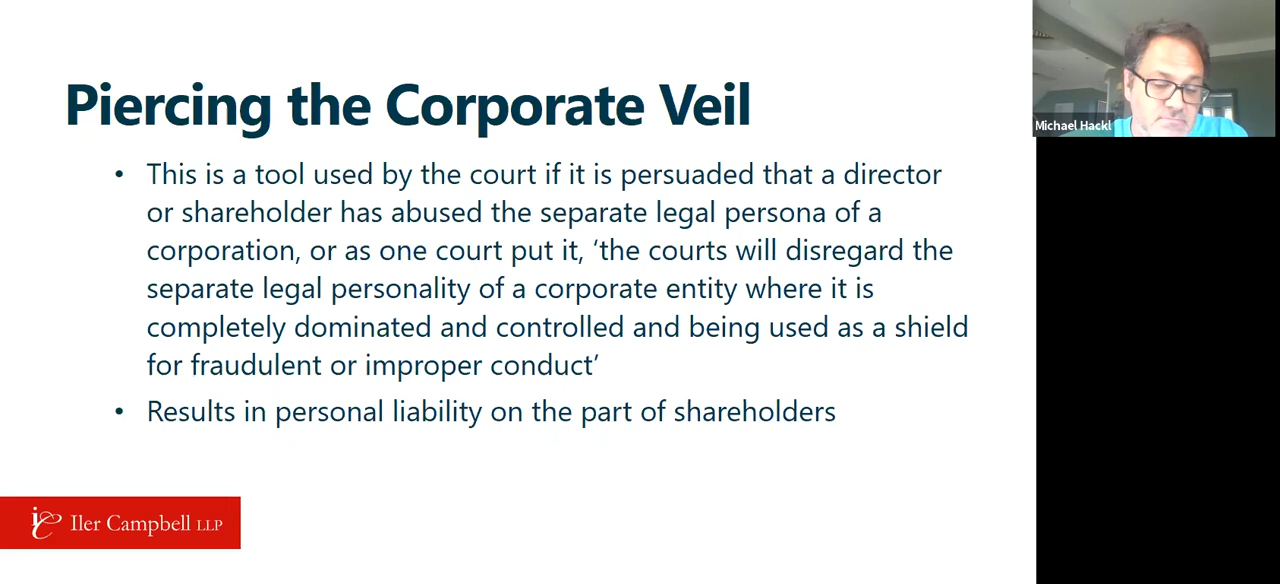 Piercing the Corporate Veil
• This is a tool used by the court if it is persuaded that a director
or shareholder has abused the separate legal persona of a
corporation, or as one court put it, ‘the courts will disregard the
separate legal personality of a corporate entity where it is
completely dominated and controlled and being used as a shield
for fraudulent or improper conduct’
• Results in personal liability on the part of shareholders
ic Iler Campbell LLP
Michael Hackl